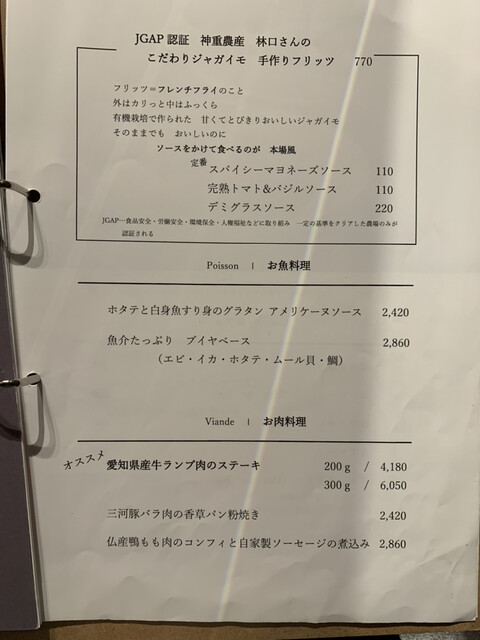 JGAP 認証 神重農産 林口さんの
こだわりジャガイモ 手作りフリッツ 770
フリッツ＝フレンチフライのこと
外はカリっと中はふっくら
有機栽培で作られた 甘くてとびきりおいしいジャガイモ
そのままでも おいしいのに
ソースをかけて食べるのが 本場風
定番 スパイシーマヨネーズソース 110
完熟トマト&バジルソース 110
デミグラスソース 220
JGAP…食品安全・労働安全・環境保全・人権福祉などに取り組み 一定の基準をクリアした農場のみが
認証される
Poisson | お魚料理
ホタテと白身魚すり身のグラタン アメリケーヌソース 2,420
魚介たっぷり ブイヤベース 2,860
（エビ・イカ・ホタテ・ムール貝・鯛）
Viande | お肉料理
オススメ 愛知県産牛ランプ肉のステーキ 200ｇ / 4,180
300ｇ / 6,050
三河豚バラ肉の香草パン粉焼き 2,420
仏産鴨もも肉のコンフィと自家製ソーセージの煮込み 2,860